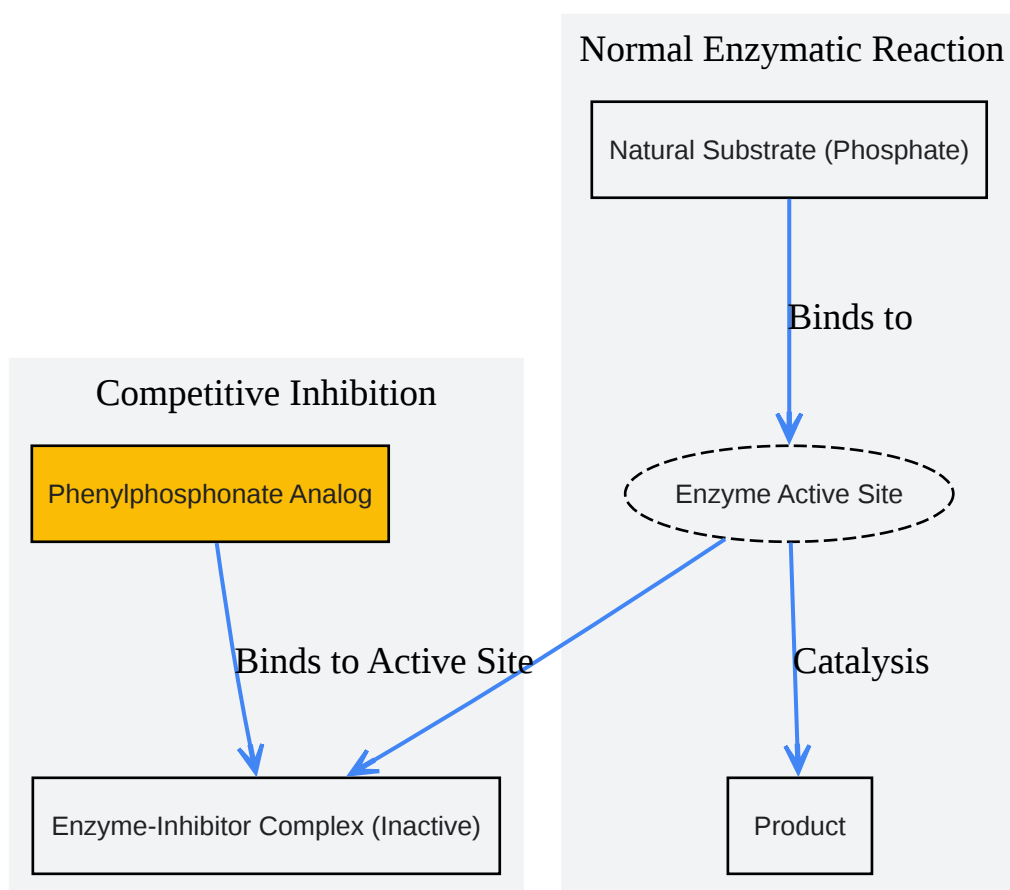 Normal Enzymatic Reaction
Natural Substrate (Phosphate)
Binds to
Competitive Inhibition
Phenylphosphonate Analog
Enzyme Active Site
Binds to Active Site
Catalysis
Enzyme-Inhibitor Complex (Inactive)
Product